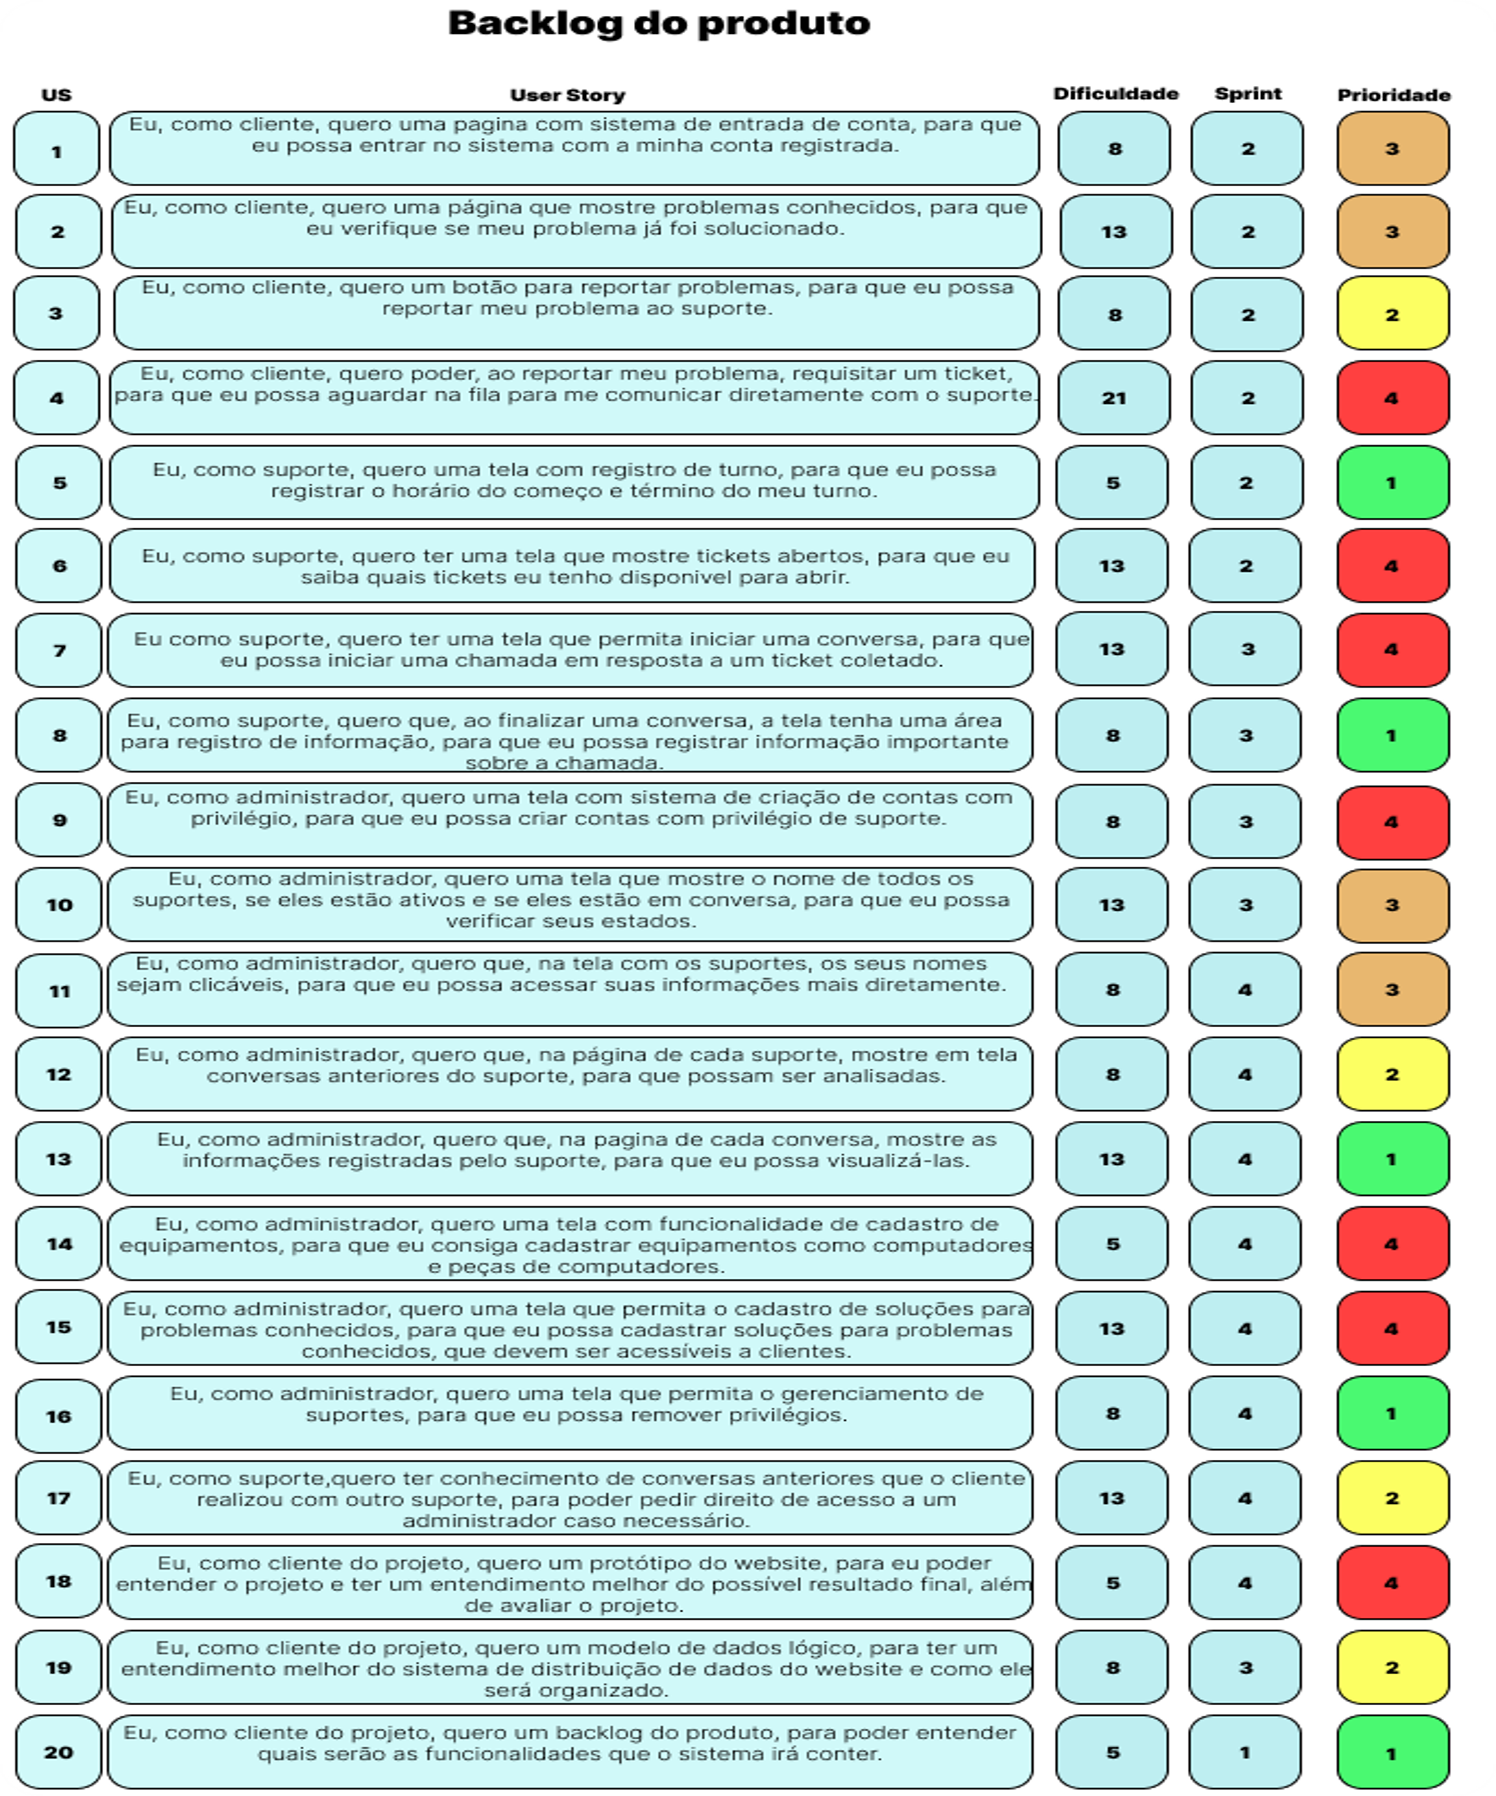 Backlog do produto
US User Story Dificuldade Sprint Prioridade
1 Eu, como cliente, quero uma pagina com sistema de entrada de conta, para que
eu possa entrar no sistema com a minha conta registrada. 8 2 3
2 Eu, como cliente, quero uma página que mostre problemas conhecidos, para que
eu verifique se meu problema já foi solucionado. 13 2 3
3 Eu, como cliente, quero um botão para reportar problemas, para que eu possa
reportar meu problema ao suporte. 8 2 2
4 Eu, como cliente, quero poder, ao reportar meu problema, requisitar um ticket,
para que eu possa aguardar na fila para me comunicar diretamente com o suporte. 21 2 4
5 Eu, como suporte, quero uma tela com registro de turno, para que eu possa
registrar o horário do começo e término do meu turno. 5 2 1
6 Eu, como suporte, quero ter uma tela que mostre tickets abertos, para que eu
saiba quais tickets eu tenho disponivel para abrir. 13 2 4
7 Eu como suporte, quero ter uma tela que permita iniciar uma conversa, para que
eu possa iniciar uma chamada em resposta a um ticket coletado. 13 3 4
8 Eu, como suporte, quero que, ao finalizar uma conversa, a tela tenha uma área
para registro de informação, para que eu possa registrar informação importante
sobre a chamada. 8 3 1
9 Eu, como administrador, quero uma tela com sistema de criação de contas com
privilégio, para que eu possa criar contas com privilégio de suporte. 8 3 4
10 Eu, como administrador, quero uma tela que mostre o nome de todos os
suportes, se eles estão ativos e se eles estão em conversa, para que eu possa
verificar seus estados. 13 3 3
11 Eu, como administrador, quero que, na tela com os suportes, os seus nomes
sejam clicáveis, para que eu possa acessar suas informações mais diretamente. 8 4 3
12 Eu, como administrador, quero que, na página de cada suporte, mostre em tela
conversas anteriores do suporte, para que possam ser analisadas. 8 4 2
13 Eu, como administrador, quero que, na pagina de cada conversa, mostre as
informações registradas pelo suporte, para que eu possa visualizá-las. 13 4 1
14 Eu, como administrador, quero uma tela com funcionalidade de cadastro de
equipamentos, para que eu consiga cadastrar equipamentos como computadores
e peças de computadores. 5 4 4
15 Eu, como administrador, quero uma tela que permita o cadastro de soluções para
problemas conhecidos, para que eu possa cadastrar soluções para problemas
conhecidos, que devem ser acessíveis a clientes. 13 4 4
16 Eu, como administrador, quero uma tela que permita o gerenciamento de
suportes, para que eu possa remover privilégios. 8 4 1
17 Eu, como suporte,quero ter conhecimento de conversas anteriores que o cliente
realizou com outro suporte, para poder pedir direito de acesso a um
administrador caso necessário. 13 4 2
18 Eu, como cliente do projeto, quero um protótipo do website, para eu poder
entender o projeto e ter um entendimento melhor do possível resultado final, além
de avaliar o projeto. 5 4 4
19 Eu, como cliente do projeto, quero um modelo de dados lógico, para ter um
entendimento melhor do sistema de distribuição de dados do website e como ele
será organizado. 8 3 2
20 Eu, como cliente do projeto, quero um backlog do produto, para poder entender
quais serão as funcionalidades que o sistema irá conter. 5 1 1